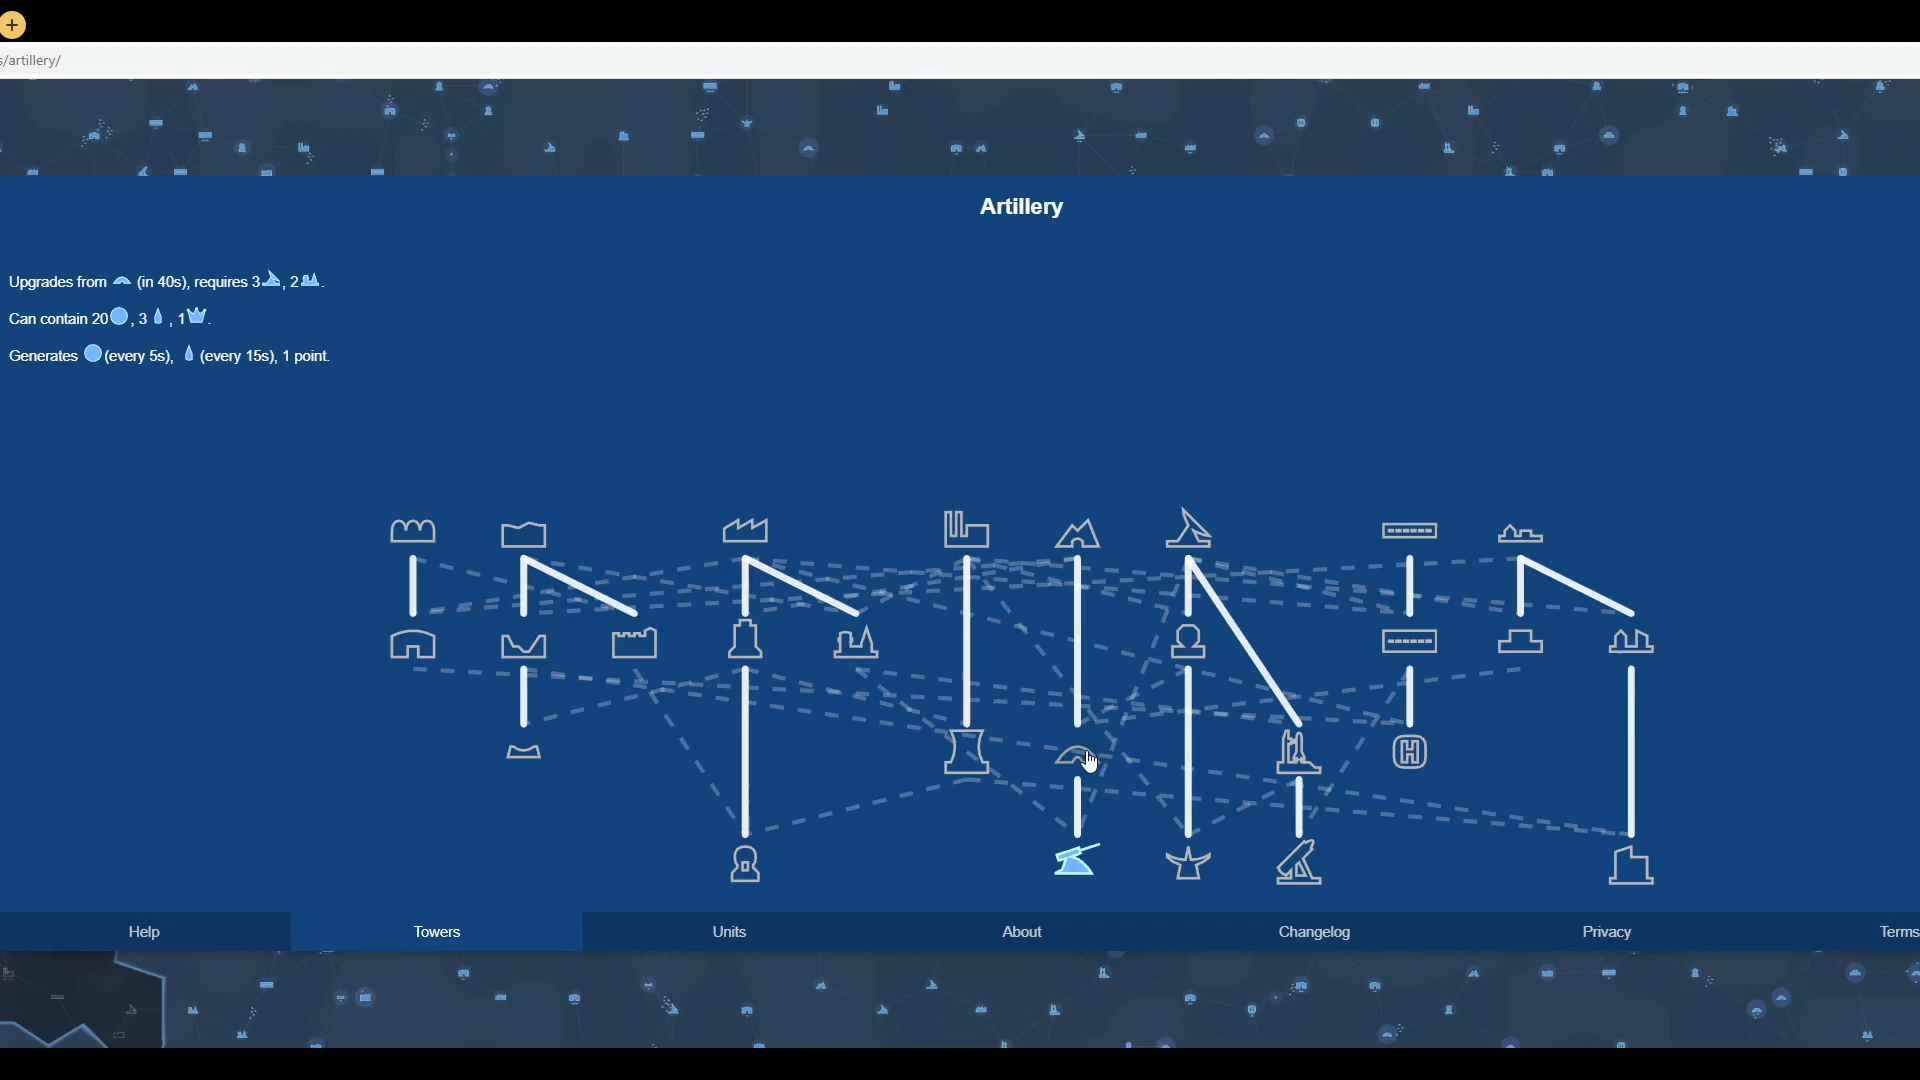 s/artillery/
Artillery
Upgrades from (in 40s), requires 3 , 2 .
Can contain 20 , 3 , 1 .
Generates (every 5s), (every 15s), 1 point.
Help Towers Units About Changelog Privacy Terms